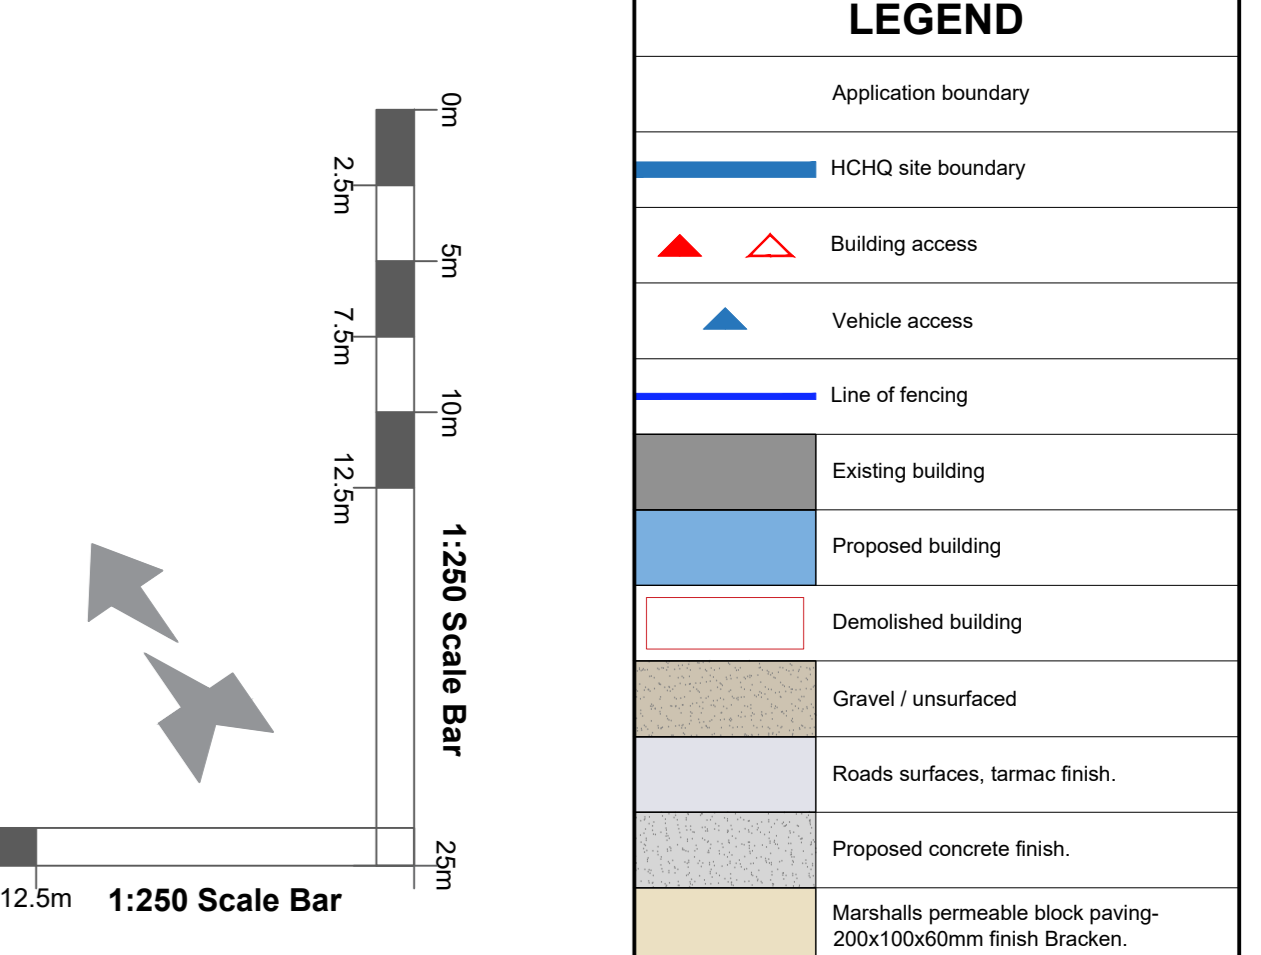 0m
2.5m
5m
7.5m
10m
12.5m
25m
1:250 Scale Bar
12.5m
1:250 Scale Bar
LEGEND
Application boundary
HCHQ site boundary
Building access
Vehicle access
Line of fencing
Existing building
Proposed building
Demolished building
Gravel / unsurfaced
Roads surfaces, tarmac finish.
Proposed concrete finish.
Marshalls permeable block paving-
200x100x60mm finish Bracken.